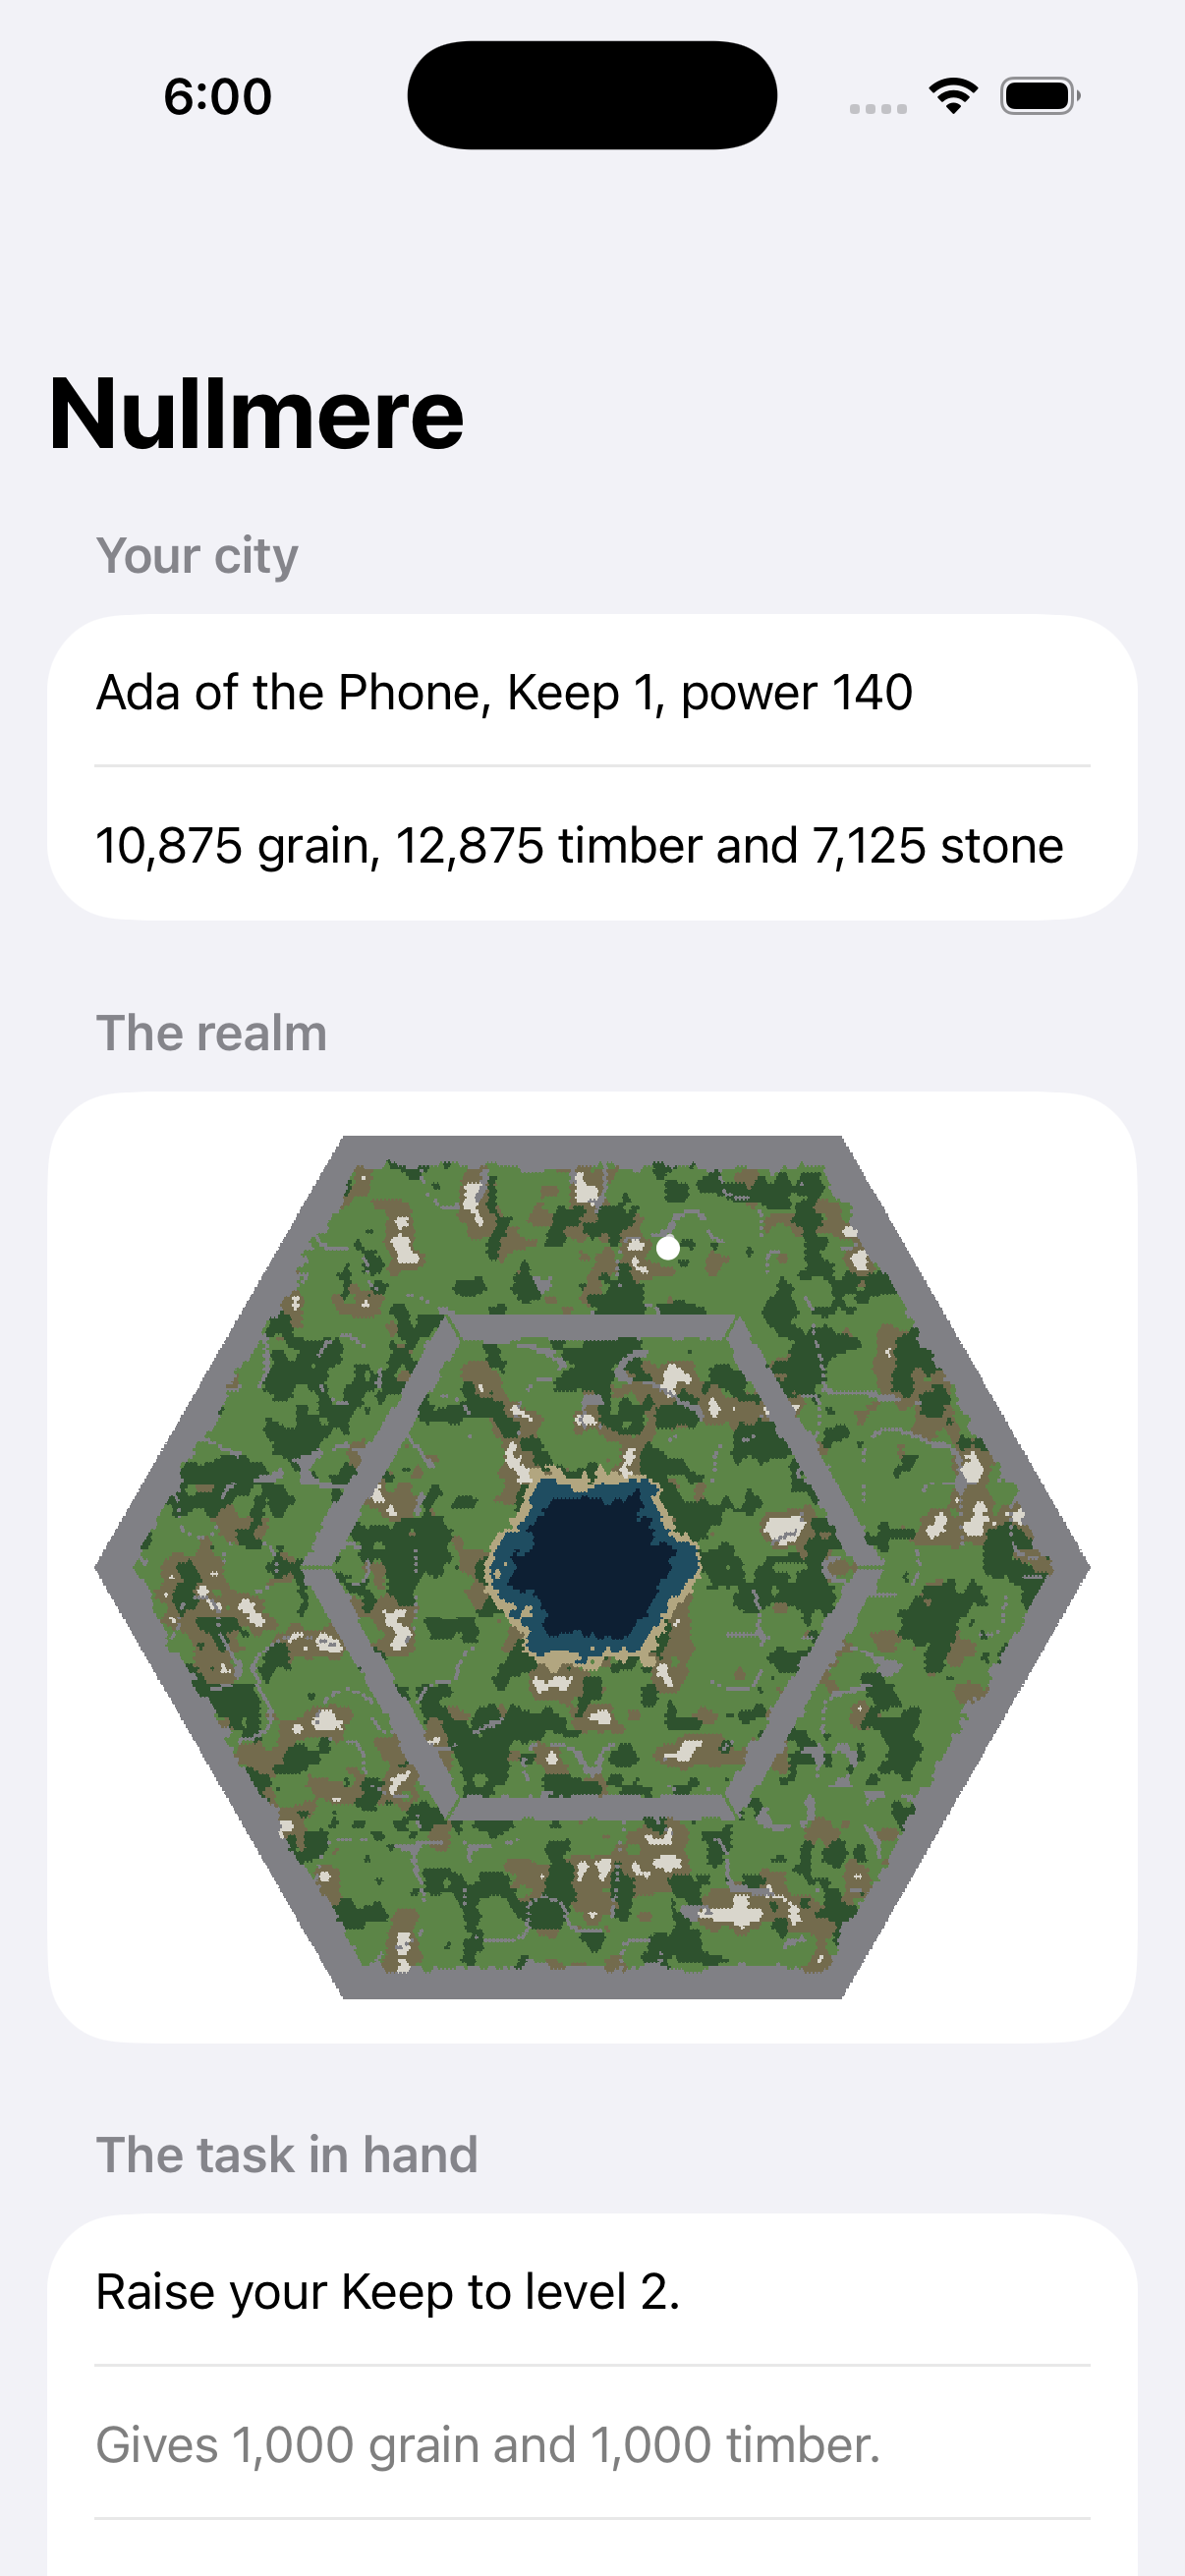 6:00
Nullmere
Your city
Ada of the Phone, Keep 1, power 140
10,875 grain, 12,875 timber and 7,125 stone
The realm
The task in hand
Raise your Keep to level 2.
Gives 1,000 grain and 1,000 timber.